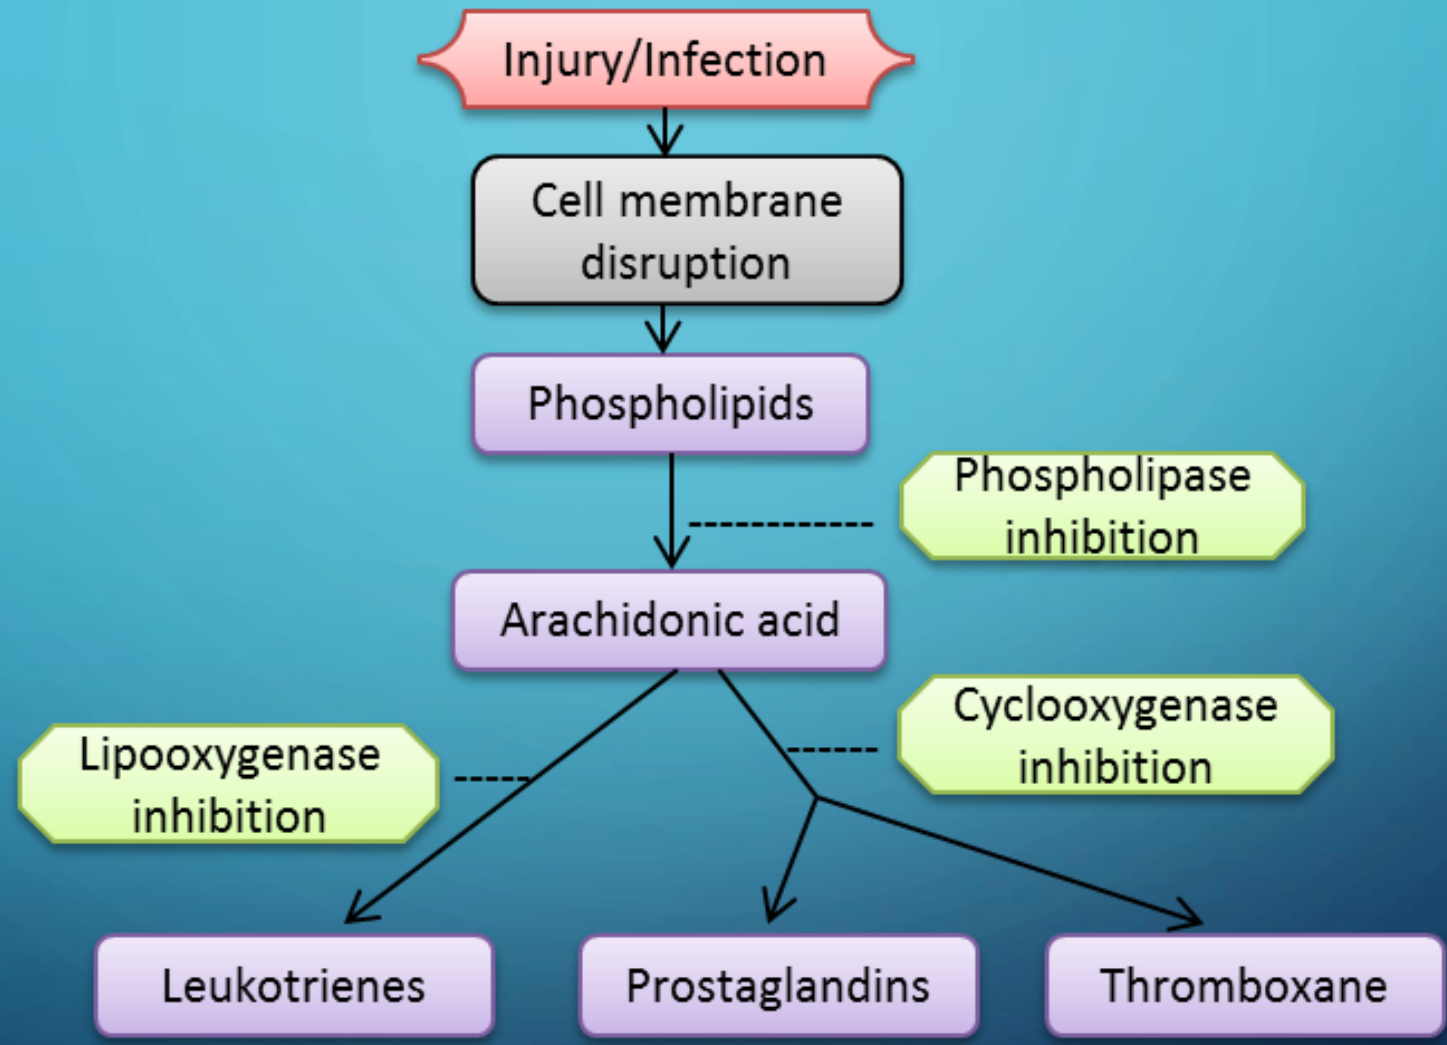 Injury/Infection
Cell membrane
disruption
Phospholipids
Phospholipase
inhibition
Arachidonic acid
Cyclooxygenase
inhibition
Lipooxygenase
inhibition
Leukotrienes
Prostaglandins
Thromboxane